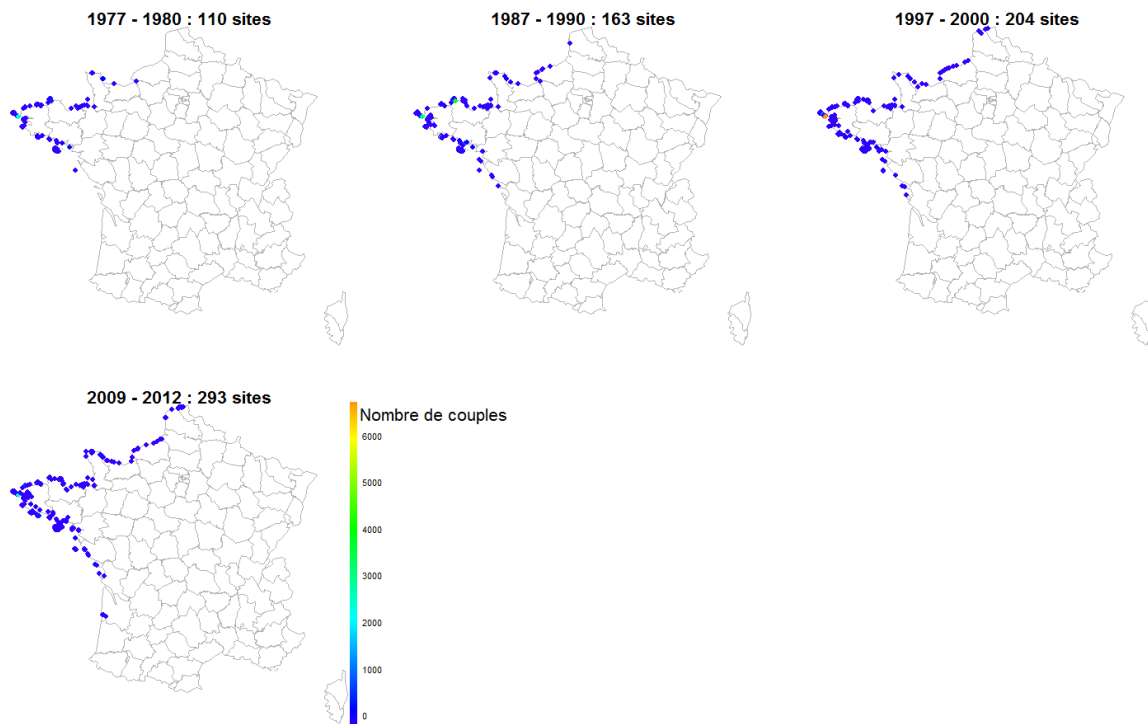 1977 - 1980 : 110 sites
1987 - 1990 : 163 sites
1997 - 2000 : 204 sites
2009 - 2012 : 293 sites
Nombre de couples
6000
5000
4000
3000
2000
1000
0